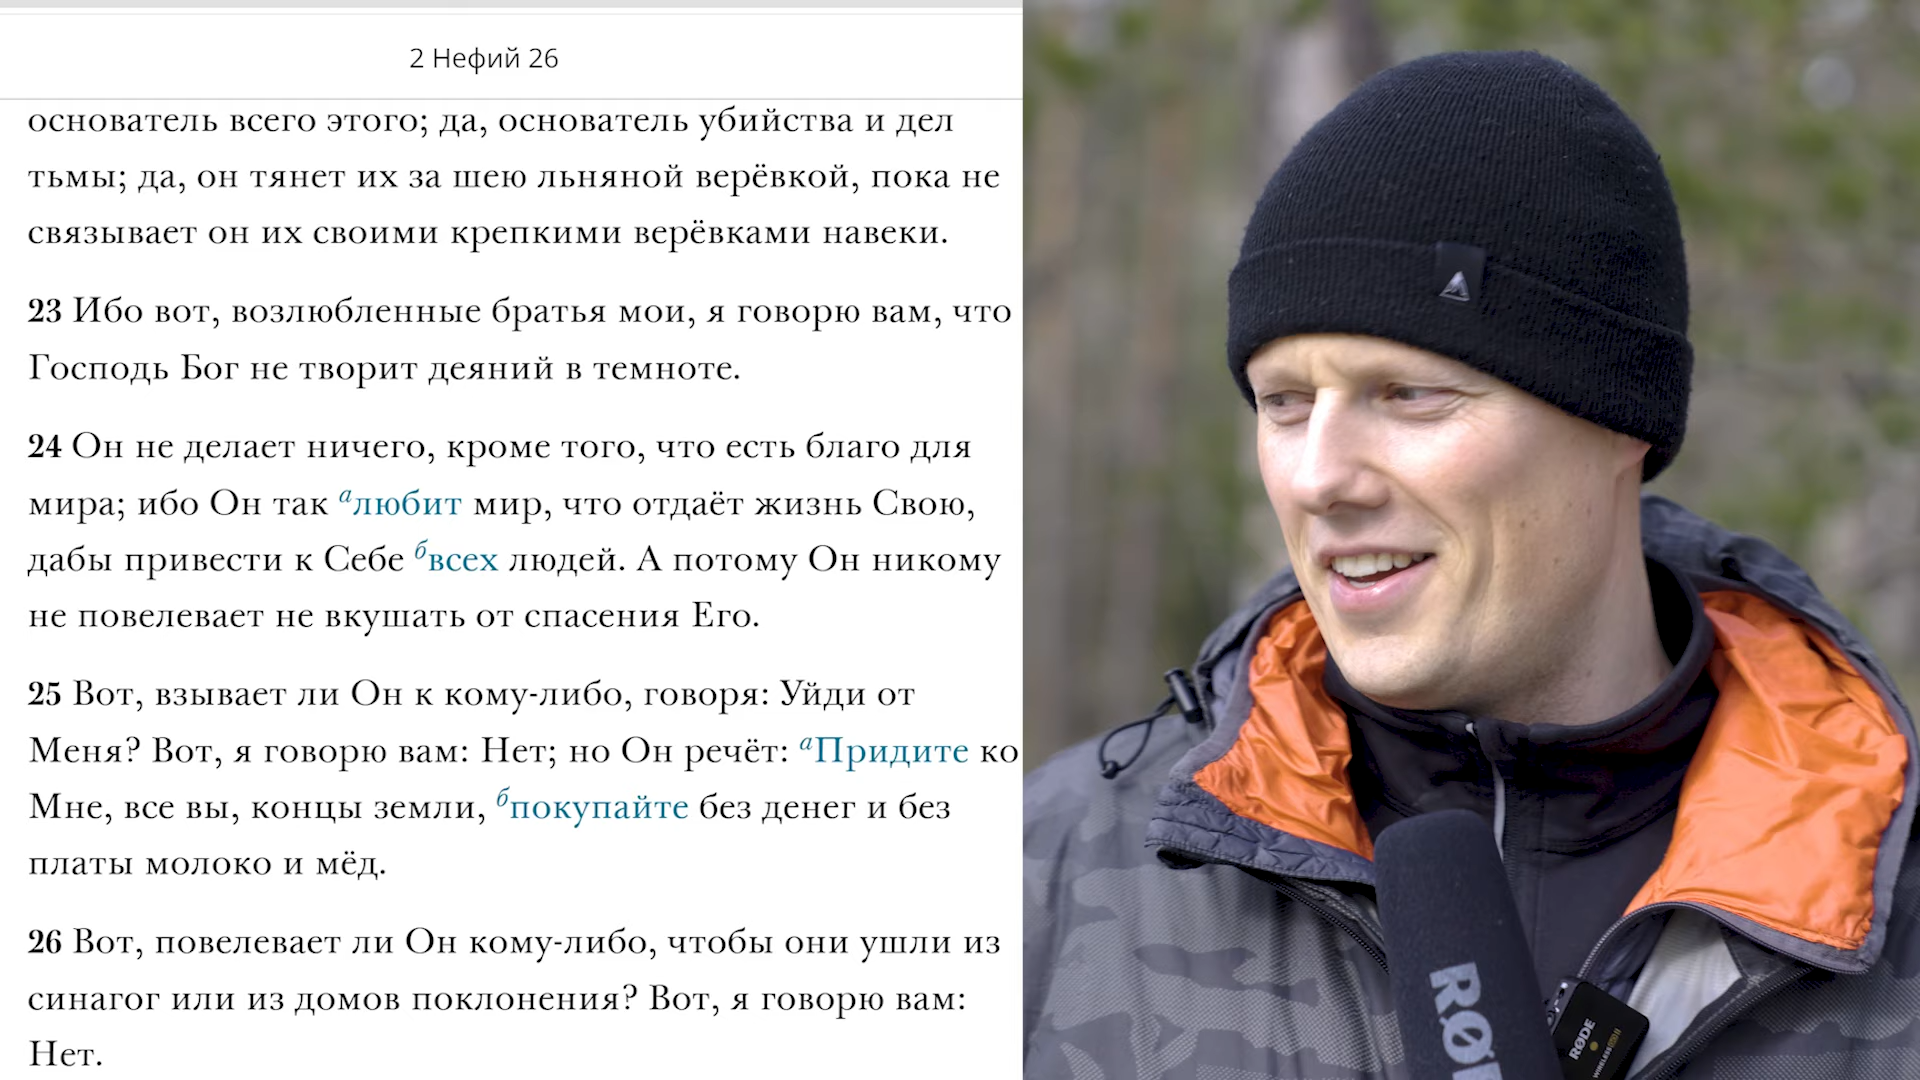 2 Нефий 26
основатель всего этого; да, основатель убийства и дел
тьмы; да, он тянет их за шею льняной верёвкой, пока не
связывает он их своими крепкими верёвками навеки.
23 Ибо вот, возлюбленные братья мои, я говорю вам, что
Господь Бог не творит деяний в темноте.
24 Он не делает ничего, кроме того, что есть благо для
мира; ибо Он так ᵃлюбит мир, что отдаёт жизнь Свою,
дабы привести к Себе ᵇвсех людей. А потому Он никому
не повелевает не вкушать от спасения Его.
25 Вот, взывает ли Он к кому-либо, говоря: Уйди от
Меня? Вот, я говорю вам: Нет; но Он речёт: ᵃПридите ко
Мне, все вы, концы земли, ᵇпокупайте без денег и без
платы молоко и мёд.
26 Вот, повелевает ли Он кому-либо, чтобы они ушли из
синагог или из домов поклонения? Вот, я говорю вам:
Нет.
RØ
RØDE
WIRELESS